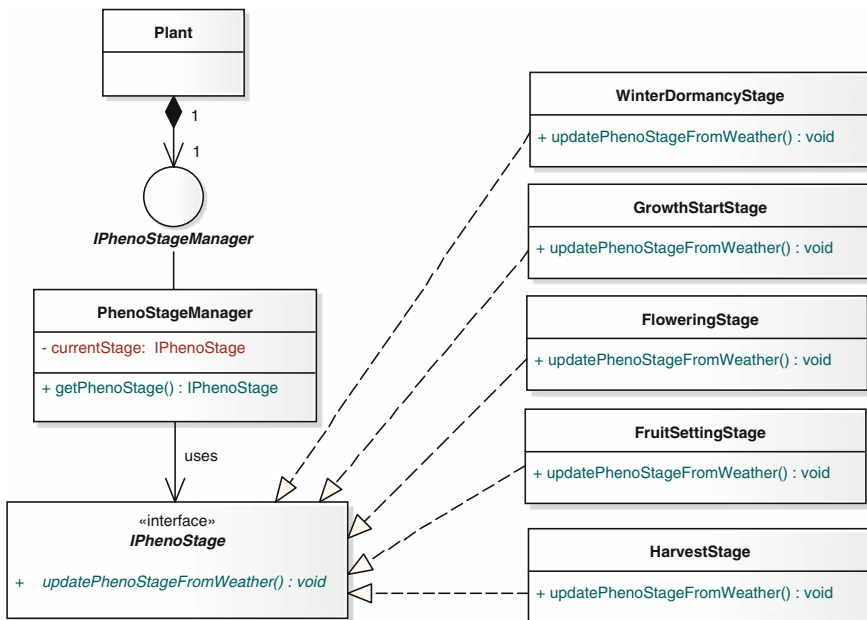 Plant
1
1
IPhenoStageManager
PhenoStageManager
- currentStage: IPhenoStage
+ getPhenoStage() : IPhenoStage
uses
«interface»
IPhenoStage
+ updatePhenoStageFromWeather() : void
WinterDormancyStage
+ updatePhenoStageFromWeather() : void
GrowthStartStage
+ updatePhenoStageFromWeather() : void
FloweringStage
+ updatePhenoStageFromWeather() : void
FruitSettingStage
+ updatePhenoStageFromWeather() : void
HarvestStage
+ updatePhenoStageFromWeather() : void